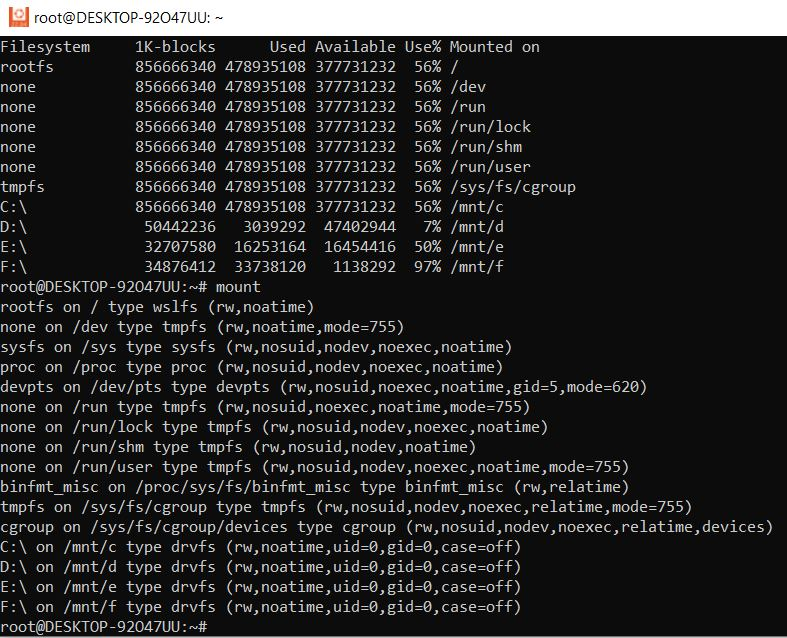 root@DESKTOP-92O47UU: ~
Filesystem     1K-blocks      Used Available Use% Mounted on
rootfs         856666340 478935108 377731232  56% /
none           856666340 478935108 377731232  56% /dev
none           856666340 478935108 377731232  56% /run
none           856666340 478935108 377731232  56% /run/lock
none           856666340 478935108 377731232  56% /run/shm
none           856666340 478935108 377731232  56% /run/user
tmpfs          856666340 478935108 377731232  56% /sys/fs/cgroup
C:\            856666340 478935108 377731232  56% /mnt/c
D:\             50442236   3039292  47402944   7% /mnt/d
E:\             32707580  16253164  16454416  50% /mnt/e
F:\             34876412  33738120   1138292  97% /mnt/f
root@DESKTOP-92O47UU:~# mount
rootfs on / type wslfs (rw,noatime)
none on /dev type tmpfs (rw,noatime,mode=755)
sysfs on /sys type sysfs (rw,nosuid,nodev,noexec,noatime)
proc on /proc type proc (rw,nosuid,nodev,noexec,noatime)
devpts on /dev/pts type devpts (rw,nosuid,noexec,noatime,gid=5,mode=620)
none on /run type tmpfs (rw,nosuid,noexec,noatime,mode=755)
none on /run/lock type tmpfs (rw,nosuid,nodev,noexec,noatime)
none on /run/shm type tmpfs (rw,nosuid,nodev,noatime)
none on /run/user type tmpfs (rw,nosuid,nodev,noexec,noatime,mode=755)
binfmt_misc on /proc/sys/fs/binfmt_misc type binfmt_misc (rw,relatime)
tmpfs on /sys/fs/cgroup type tmpfs (rw,nosuid,nodev,noexec,relatime,mode=755)
cgroup on /sys/fs/cgroup/devices type cgroup (rw,nosuid,nodev,noexec,relatime,devices)
C:\ on /mnt/c type drvfs (rw,noatime,uid=0,gid=0,case=off)
D:\ on /mnt/d type drvfs (rw,noatime,uid=0,gid=0,case=off)
E:\ on /mnt/e type drvfs (rw,noatime,uid=0,gid=0,case=off)
F:\ on /mnt/f type drvfs (rw,noatime,uid=0,gid=0,case=off)
root@DESKTOP-92O47UU:~#